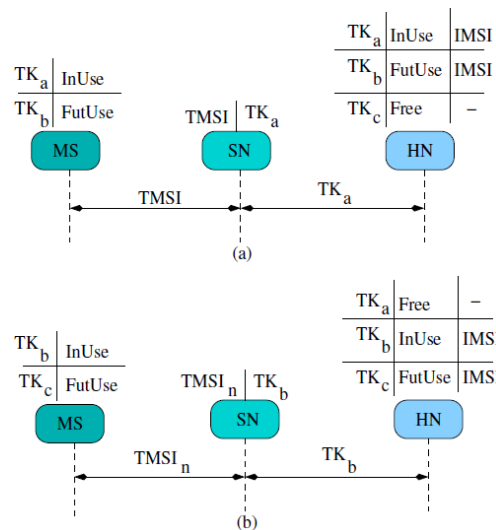 TKa InUse IMSI
TKa InUse TKb FutUse IMSI
TKb FutUse TMSI TKa TKc Free –
MS SN HN
TMSI TKa
(a)
TKa Free –
TKb InUse TKb InUse IMSI
TKc FutUse TMSIn TKb TKc FutUse IMSI
MS SN HN
TMSIn TKb
(b)